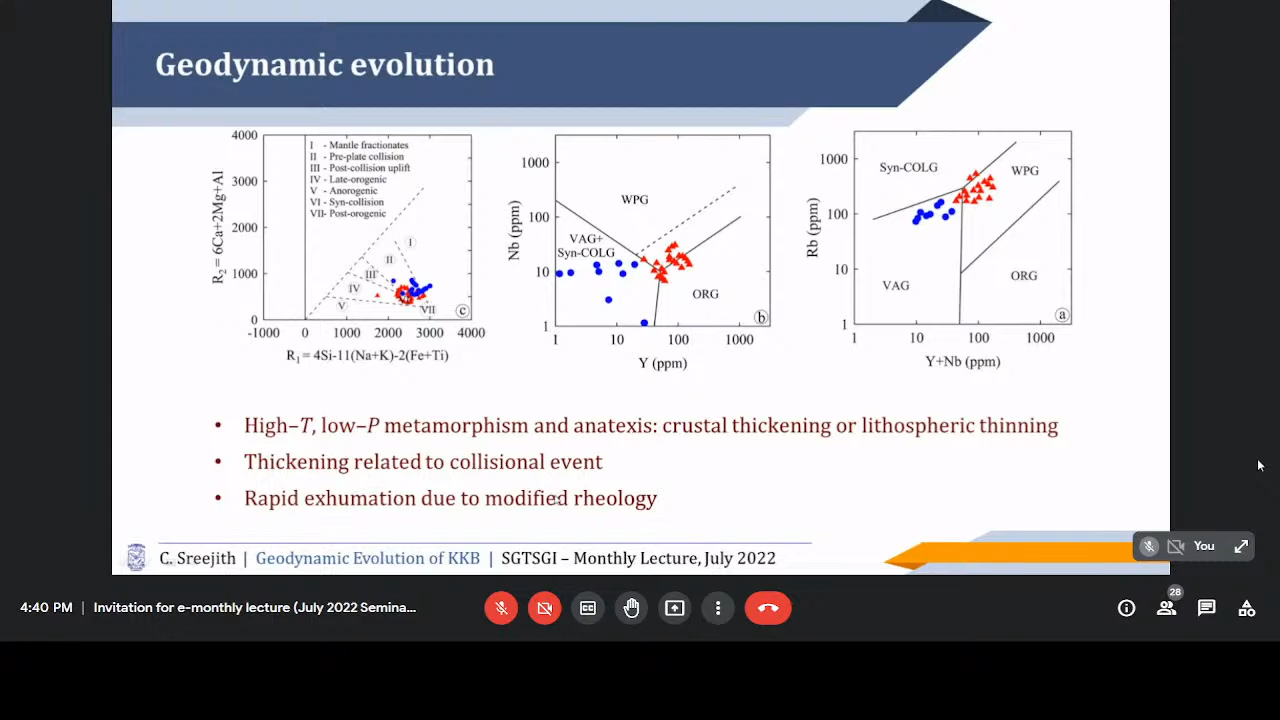 Geodynamic evolution
4000
3000
2000
1000
0
-1000
0
1000
2000
3000
4000
R2 = 6Ca+2Mg+Al
R1 = 4Si-11(Na+K)-2(Fe+Ti)
I - Mantle fractionates
II - Pre-plate collision
III - Post-collision uplift
IV - Late-orogenic
V - Anorogenic
VI - Syn-collision
VII- Post-orogenic
I
II
III
IV
V
VII
c
Nb (ppm)
1000
100
10
1
1
10
100
1000
Y (ppm)
WPG
VAG+
Syn-COLG
ORG
b
Rb (ppm)
1000
100
10
1
1
10
100
1000
Y+Nb (ppm)
Syn-COLG
WPG
VAG
ORG
a
• High–T, low–P metamorphism and anatexis: crustal thickening or lithospheric thinning
• Thickening related to collisional event
• Rapid exhumation due to modified rheology
C. Sreejith | Geodynamic Evolution of KKB | SGTSGI – Monthly Lecture, July 2022
You
4:40 PM | Invitation for e-monthly lecture (July 2022 Semina...
CC
28